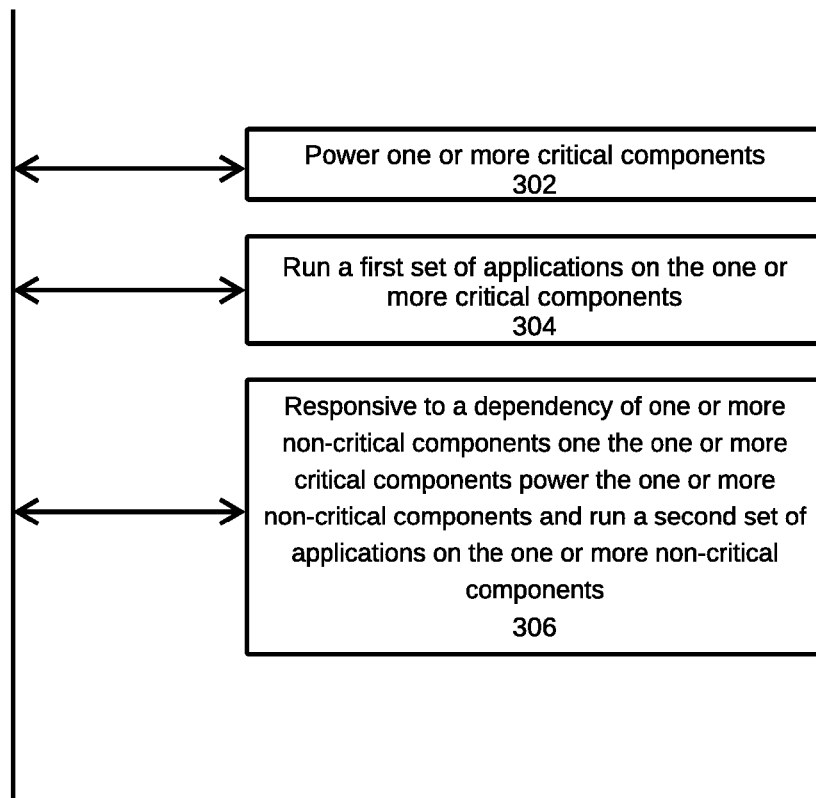 Power one or more critical components
302
Run a first set of applications on the one or
more critical components
304
Responsive to a dependency of one or more
non-critical components one the one or more
critical components power the one or more
non-critical components and run a second set of
applications on the one or more non-critical
components
306